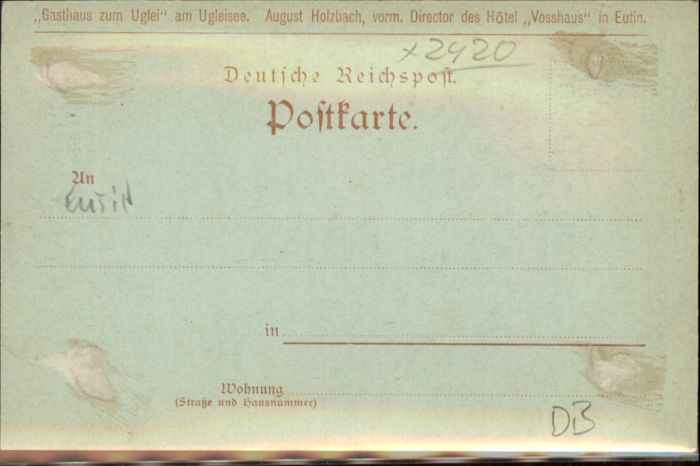 „Gasthaus zum Uglei" am Ugleisee. August Holzbach, vorm. Director des Hôtel „Vosshaus" in Eutin.
x2420
Deutſche Reichspoſt.
Poſtkarte.
An
Eutin
in
Wohnung
(Straße und Hausnummer)
DB